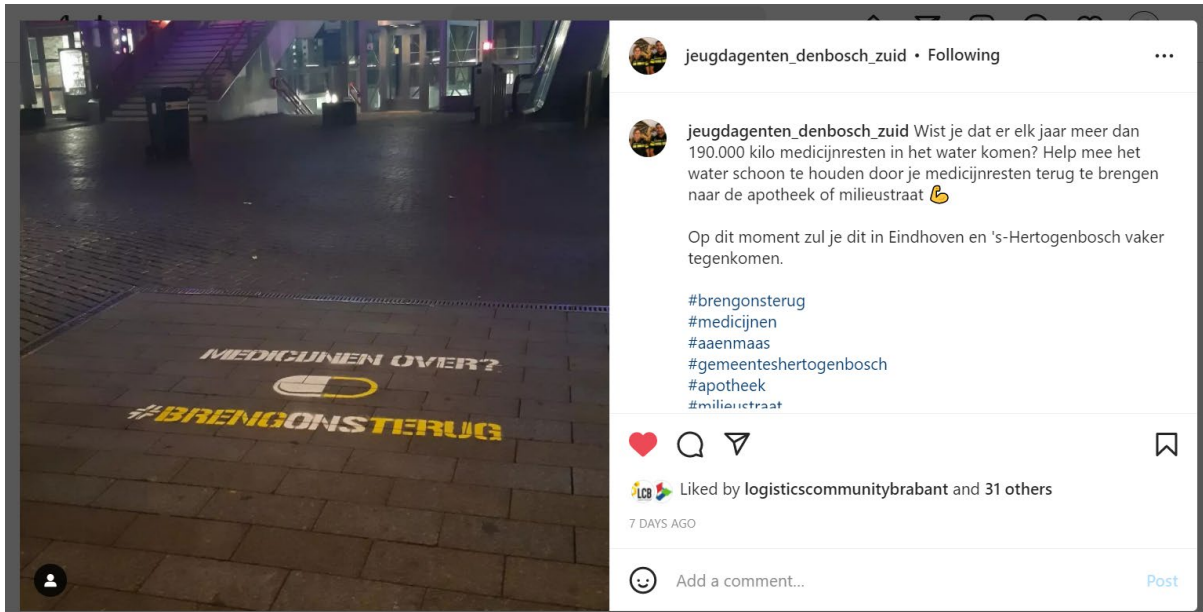 MEDICIJNEN OVER?
#BRENGONSTERUG
jeugdagenten_denbosch_zuid • Following
jeugdagenten_denbosch_zuid Wist je dat er elk jaar meer dan
190.000 kilo medicijnresten in het water komen? Help mee het
water schoon te houden door je medicijnresten terug te brengen
naar de apotheek of milieustraat 💪
Op dit moment zul je dit in Eindhoven en 's-Hertogenbosch vaker
tegenkomen.
#brengonsterug
#medicijnen
#aaenmaas
#gemeenteshertogenbosch
#apotheek
#milieustraat
LCB
Liked by logisticscommunitybrabant and 31 others
7 DAYS AGO
Add a comment...
Post